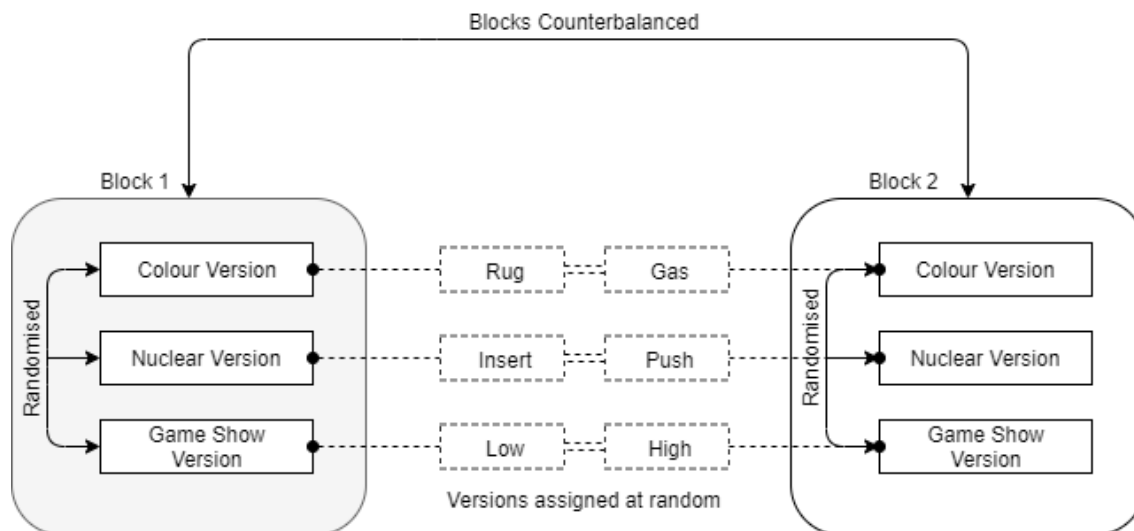 Blocks Counterbalanced
Block 1
Block 2
Randomised
Colour Version
Rug
Gas
Randomised
Colour Version
Nuclear Version
Insert
Push
Nuclear Version
Game Show
Version
Low
High
Game Show
Version
Versions assigned at random